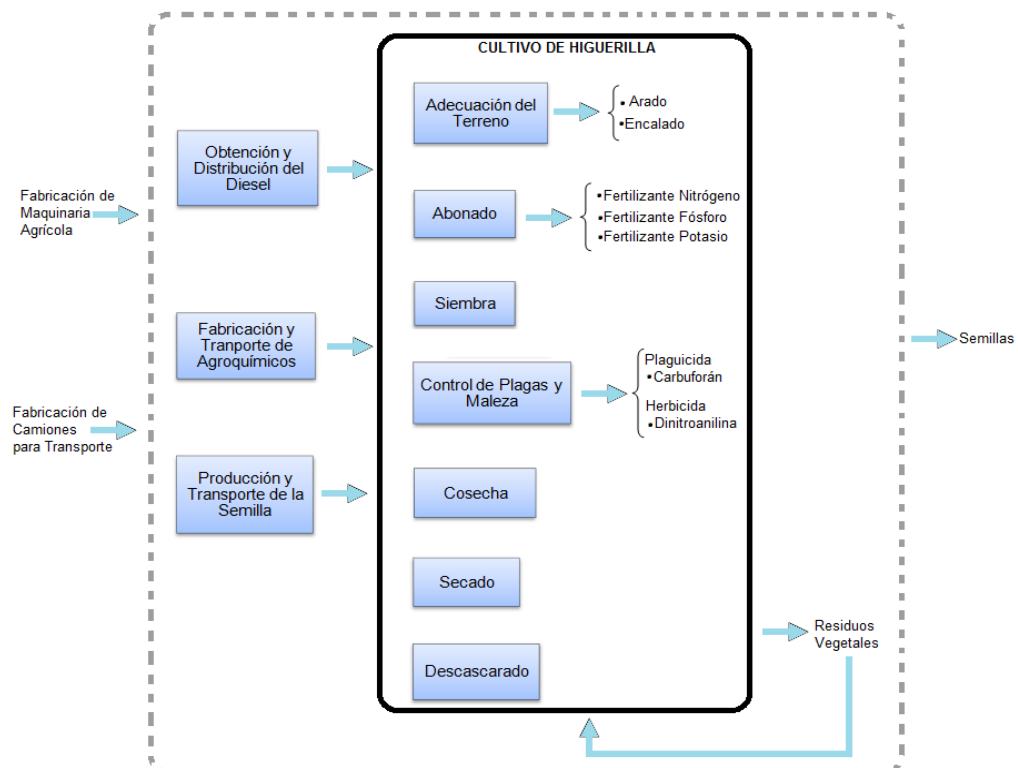 CULTIVO DE HIGUERILLA
Adecuación del
Terreno
• Arado
•Encalado
Obtención y
Distribución del
Diesel
Fabricación de
Maquinaria
Agrícola
Abonado
•Fertilizante Nitrógeno
•Fertilizante Fósforo
•Fertilizante Potasio
Siembra
Fabricación y
Tranporte de
Agroquímicos
Semillas
Control de Plagas y
Maleza
Plaguicida
•Carbuforán
Herbicida
•Dinitroanilina
Fabricación de
Camiones
para Transporte
Producción y
Transporte de la
Semilla
Cosecha
Secado
Residuos
Vegetales
Descascarado